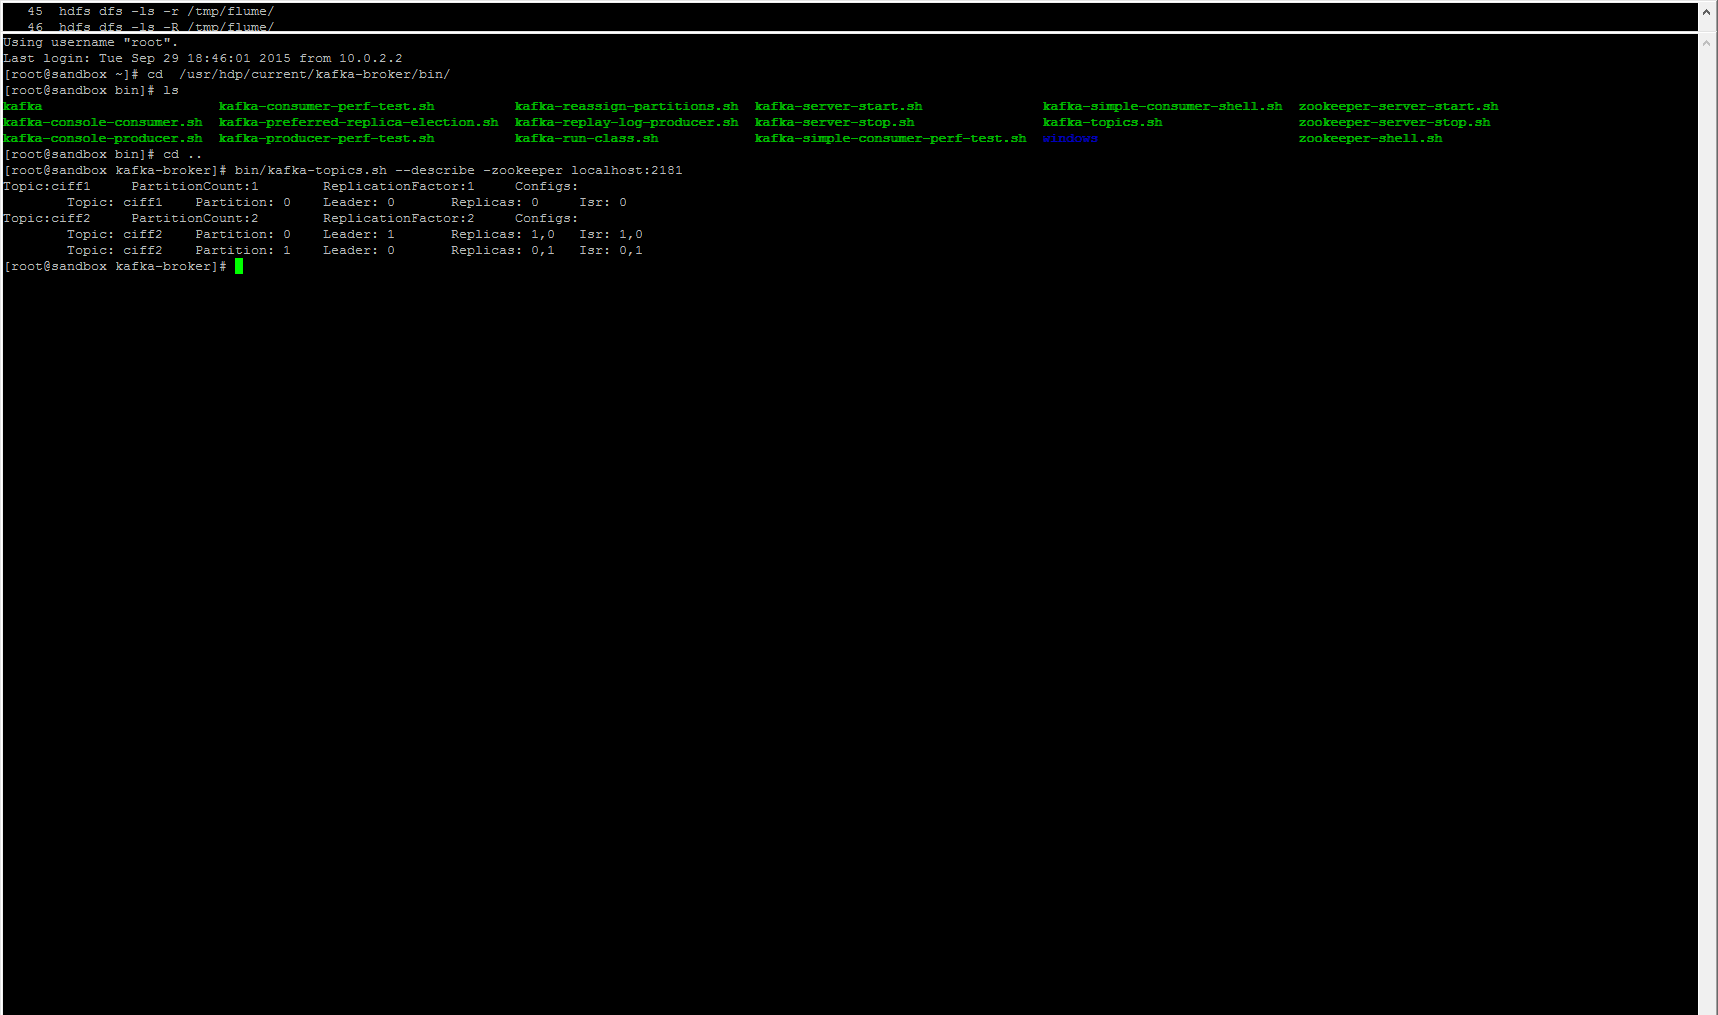 45  hdfs dfs -ls -r /tmp/flume/
46  hdfs dfs -ls -R /tmp/flume/
Using username "root".
Last login: Tue Sep 29 18:46:01 2015 from 10.0.2.2
[root@sandbox ~]# cd  /usr/hdp/current/kafka-broker/bin/
[root@sandbox bin]# ls
kafka                      kafka-consumer-perf-test.sh          kafka-reassign-partitions.sh  kafka-server-start.sh               kafka-simple-consumer-shell.sh  zookeeper-server-start.sh
kafka-console-consumer.sh  kafka-preferred-replica-election.sh  kafka-replay-log-producer.sh  kafka-server-stop.sh                kafka-topics.sh                 zookeeper-server-stop.sh
kafka-console-producer.sh  kafka-producer-perf-test.sh          kafka-run-class.sh            kafka-simple-consumer-perf-test.sh  windows                         zookeeper-shell.sh
[root@sandbox bin]# cd ..
[root@sandbox kafka-broker]# bin/kafka-topics.sh --describe -zookeeper localhost:2181
Topic:ciff1     PartitionCount:1        ReplicationFactor:1     Configs:
        Topic: ciff1    Partition: 0    Leader: 0       Replicas: 0     Isr: 0
Topic:ciff2     PartitionCount:2        ReplicationFactor:2     Configs:
        Topic: ciff2    Partition: 0    Leader: 1       Replicas: 1,0   Isr: 1,0
        Topic: ciff2    Partition: 1    Leader: 0       Replicas: 0,1   Isr: 0,1
[root@sandbox kafka-broker]#